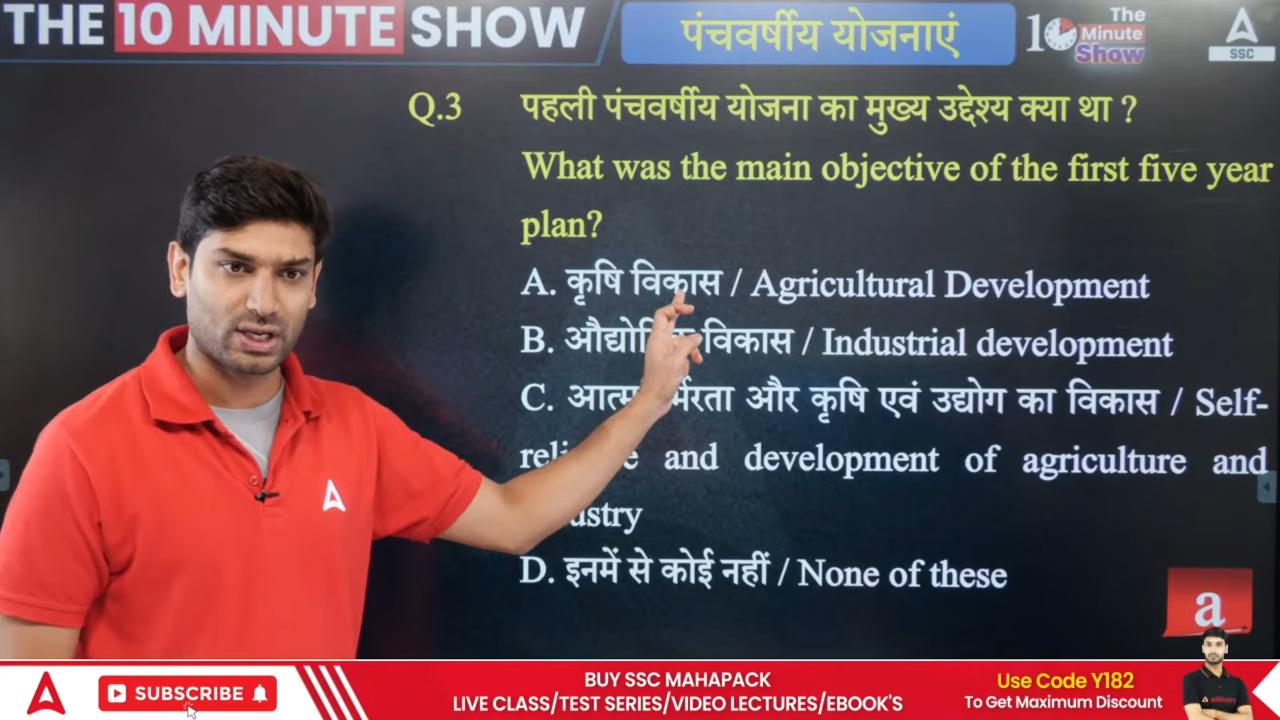 THE 10 MINUTE SHOW
पंचवर्षीय योजनाएं
10 The Minute Show
SSC
Q.3 पहली पंचवर्षीय योजना का मुख्य उद्देश्य क्या था ?
What was the main objective of the first five year
plan?
A. कृषि विकास / Agricultural Development
B. विकास / Industrial development
C. और कृषि एवं उद्योग का विकास / Self-
and development of agriculture and
D. इनमें से कोई नहीं / None of these
a
SUBSCRIBE
BUY SSC MAHAPACK
LIVE CLASS/TEST SERIES/VIDEO LECTURES/EBOOK'S
Use Code Y182
To Get Maximum Discount